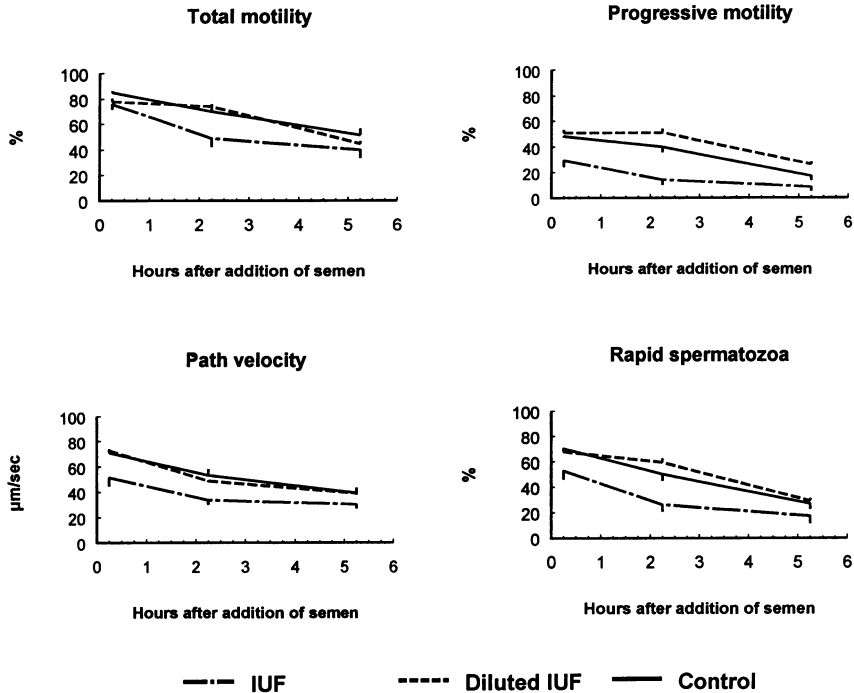 Total motility
100
80
60
40
20
0
%
0 1 2 3 4 5 6
Hours after addition of semen
Progressive motility
100
80
60
40
20
0
%
0 1 2 3 4 5 6
Hours after addition of semen
Path velocity
100
80
60
40
20
0
µm/sec
0 1 2 3 4 5 6
Hours after addition of semen
Rapid spermatozoa
100
80
60
40
20
0
%
0 1 2 3 4 5 6
Hours after addition of semen
IUF Diluted IUF Control